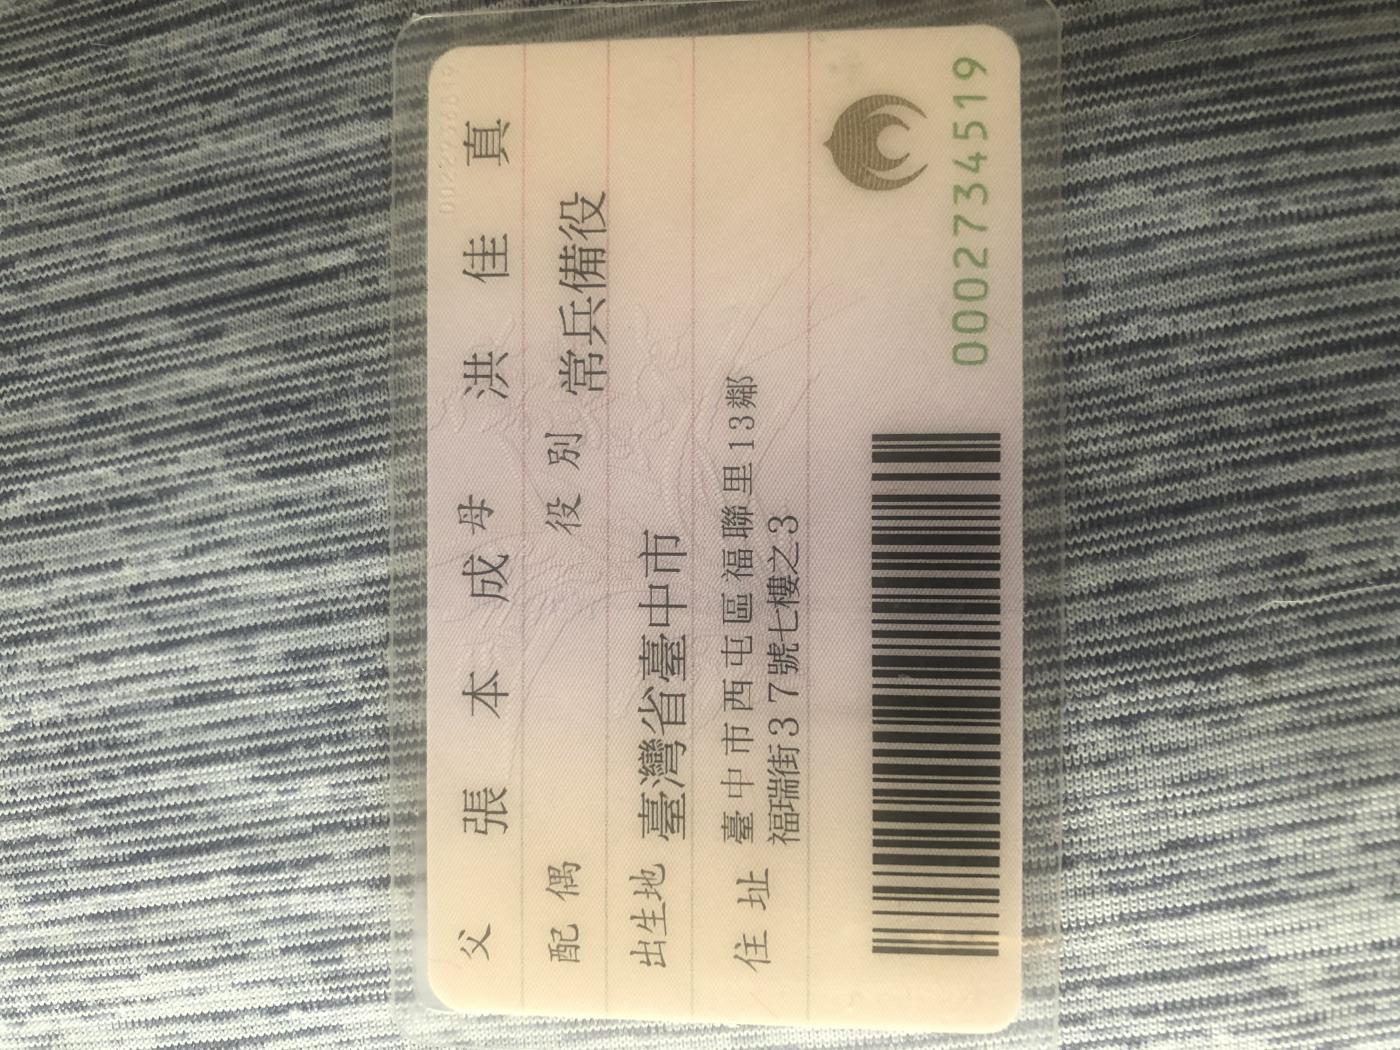 父 張本成 母 洪佳真
配偶 役別 常兵備役
出生地 臺灣省臺中市
住址 臺中市西屯區福聯里13鄰
福瑞街37號七樓之3
0002734519